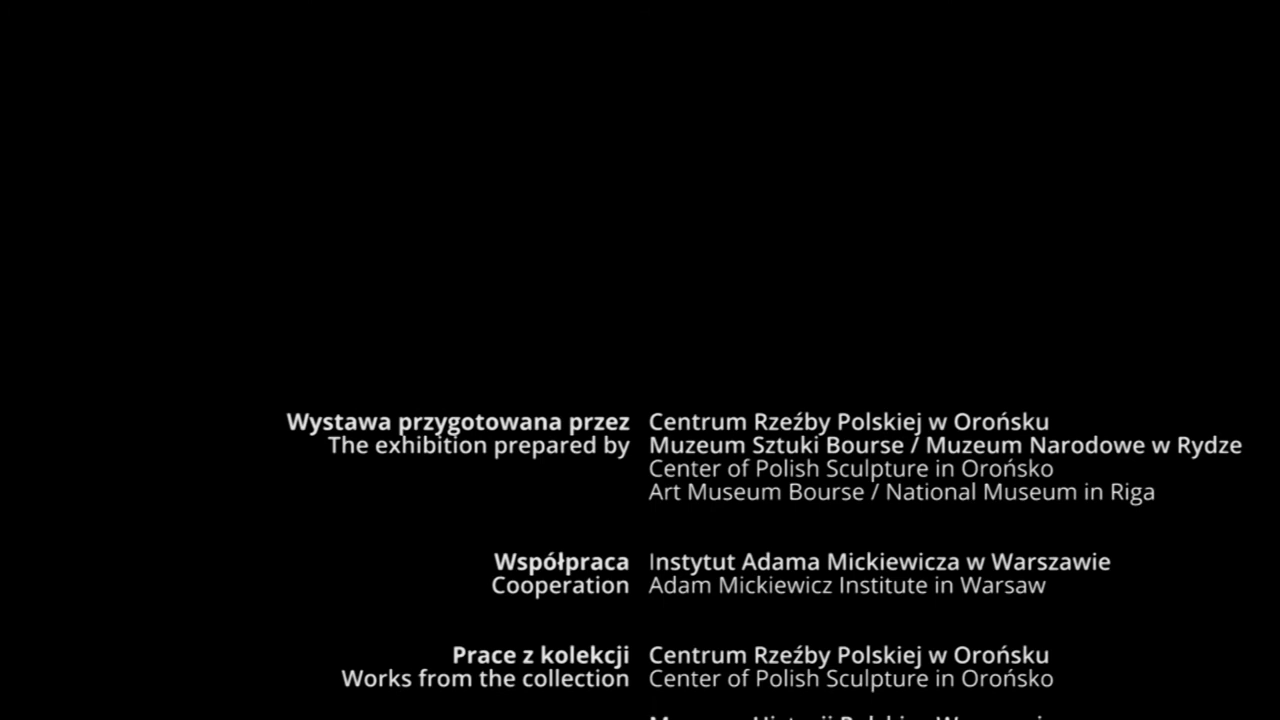 Wystawa przygotowana przez Centrum Rzeźby Polskiej w Orońsku
The exhibition prepared by Muzeum Sztuki Bourse / Muzeum Narodowe w Rydze
Center of Polish Sculpture in Orońsko
Art Museum Bourse / National Museum in Riga
Współpraca Instytut Adama Mickiewicza w Warszawie
Cooperation Adam Mickiewicz Institute in Warsaw
Prace z kolekcji Centrum Rzeźby Polskiej w Orońsku
Works from the collection Center of Polish Sculpture in Orońsko